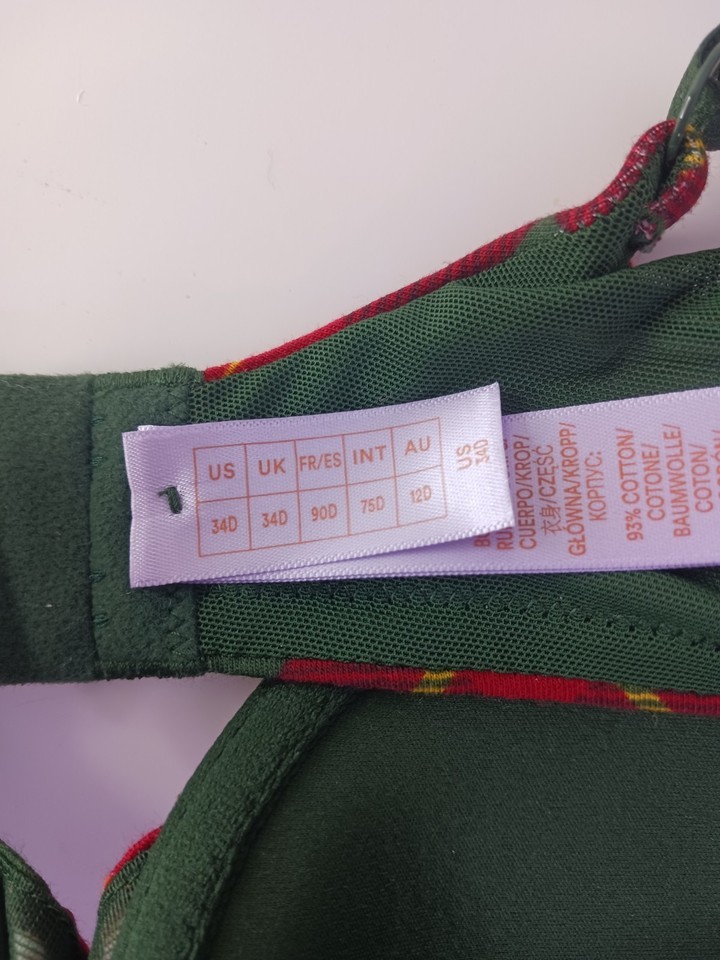 US UK FR/ES INT AU
34D 34D 90D 75D 12D
US
34D
CUERPO/KROP/
衣身/CZĘŚĆ
GŁÓWNA/KROPP/
КОРПУС:
93% COTTON/
COTONE/
BAUMWOLLE/
COTON/